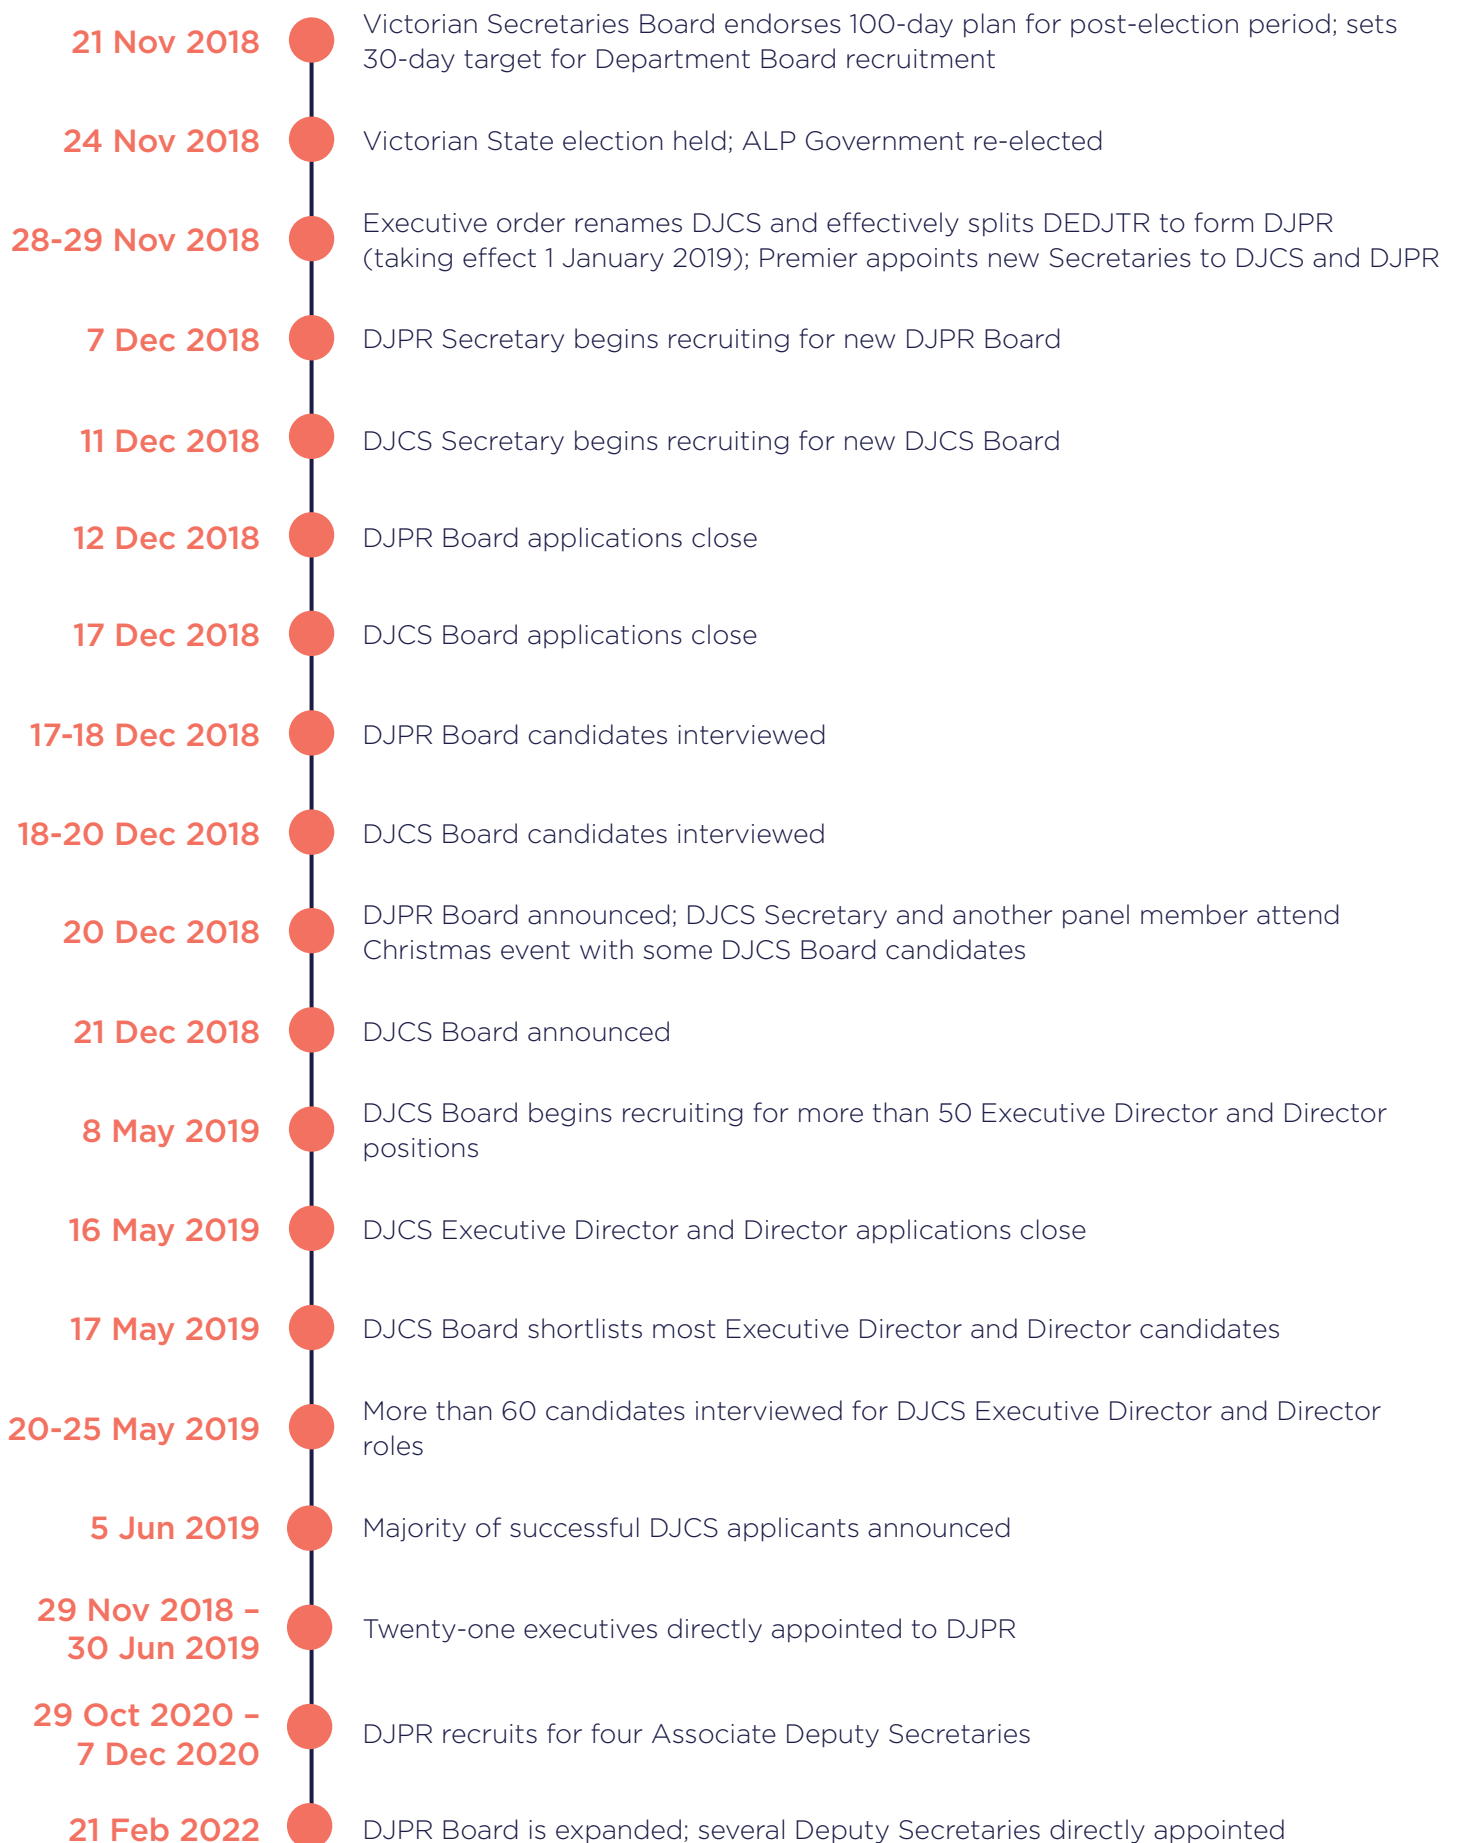 21 Nov 2018
Victorian Secretaries Board endorses 100-day plan for post-election period; sets
30-day target for Department Board recruitment
24 Nov 2018
Victorian State election held; ALP Government re-elected
28-29 Nov 2018
Executive order renames DJCS and effectively splits DEDJTR to form DJPR
(taking effect 1 January 2019); Premier appoints new Secretaries to DJCS and DJPR
7 Dec 2018
DJPR Secretary begins recruiting for new DJPR Board
11 Dec 2018
DJCS Secretary begins recruiting for new DJCS Board
12 Dec 2018
DJPR Board applications close
17 Dec 2018
DJCS Board applications close
17-18 Dec 2018
DJPR Board candidates interviewed
18-20 Dec 2018
DJCS Board candidates interviewed
20 Dec 2018
DJPR Board announced; DJCS Secretary and another panel member attend
Christmas event with some DJCS Board candidates
21 Dec 2018
DJCS Board announced
8 May 2019
DJCS Board begins recruiting for more than 50 Executive Director and Director
positions
16 May 2019
DJCS Executive Director and Director applications close
17 May 2019
DJCS Board shortlists most Executive Director and Director candidates
20-25 May 2019
More than 60 candidates interviewed for DJCS Executive Director and Director
roles
5 Jun 2019
Majority of successful DJCS applicants announced
29 Nov 2018 –
30 Jun 2019
Twenty-one executives directly appointed to DJPR
29 Oct 2020 –
7 Dec 2020
DJPR recruits for four Associate Deputy Secretaries
21 Feb 2022
DJPR Board is expanded; several Deputy Secretaries directly appointed